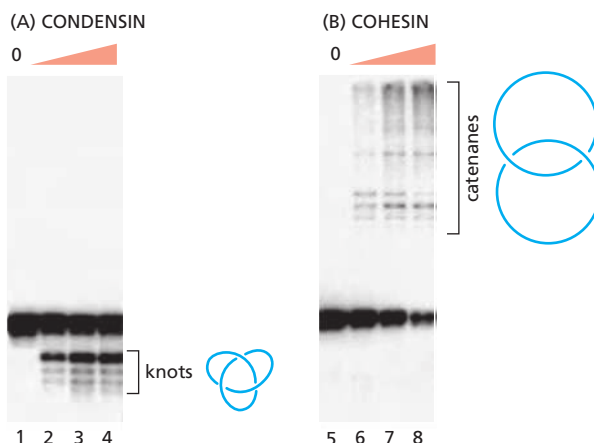 (A) CONDENSIN
0
knots
1 2 3 4
(B) COHESIN
0
catenanes
5 6 7 8